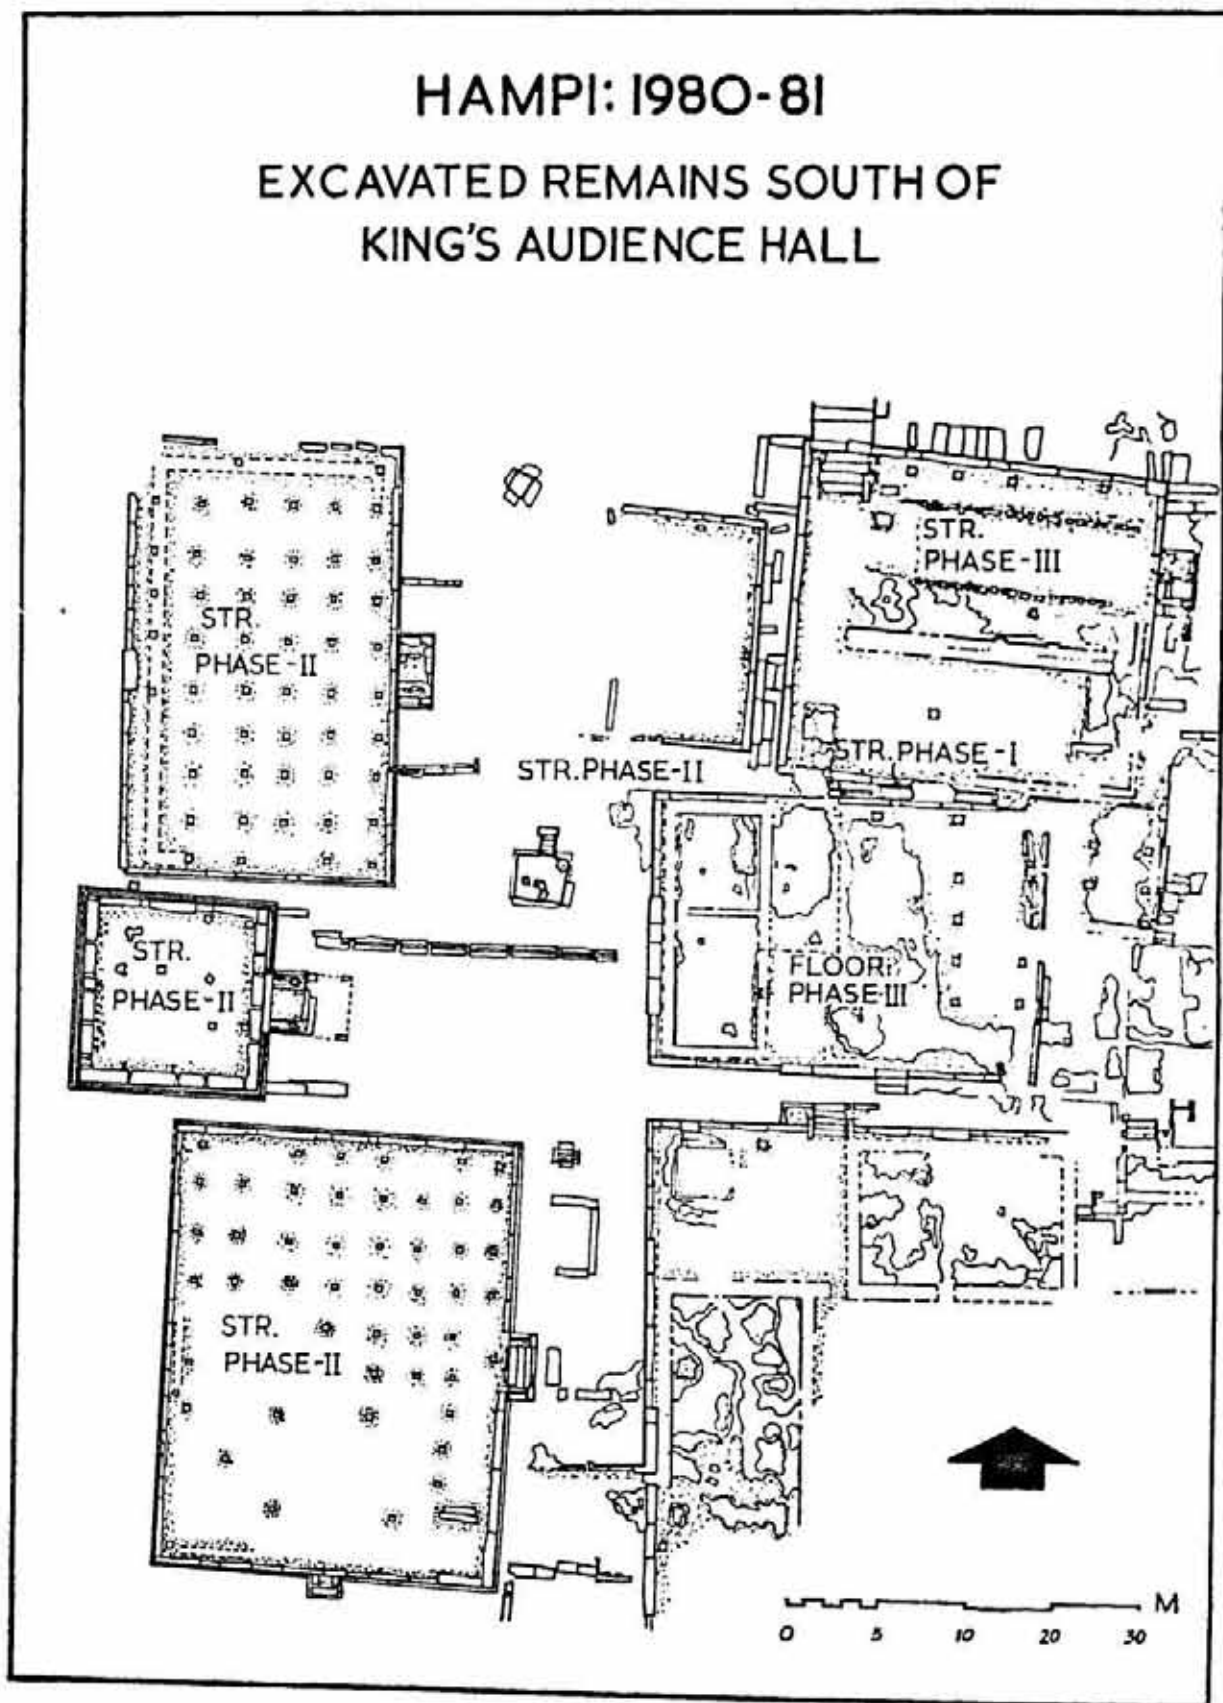 HAMPI: 1980-81
EXCAVATED REMAINS SOUTH OF
KING'S AUDIENCE HALL
STR.
PHASE-III
STR.
PHASE-II
STR. PHASE-I
STR. PHASE-II
STR.
PHASE-II
FLOOR:
PHASE-III
STR.
PHASE-II
M
0 5 10 20 30